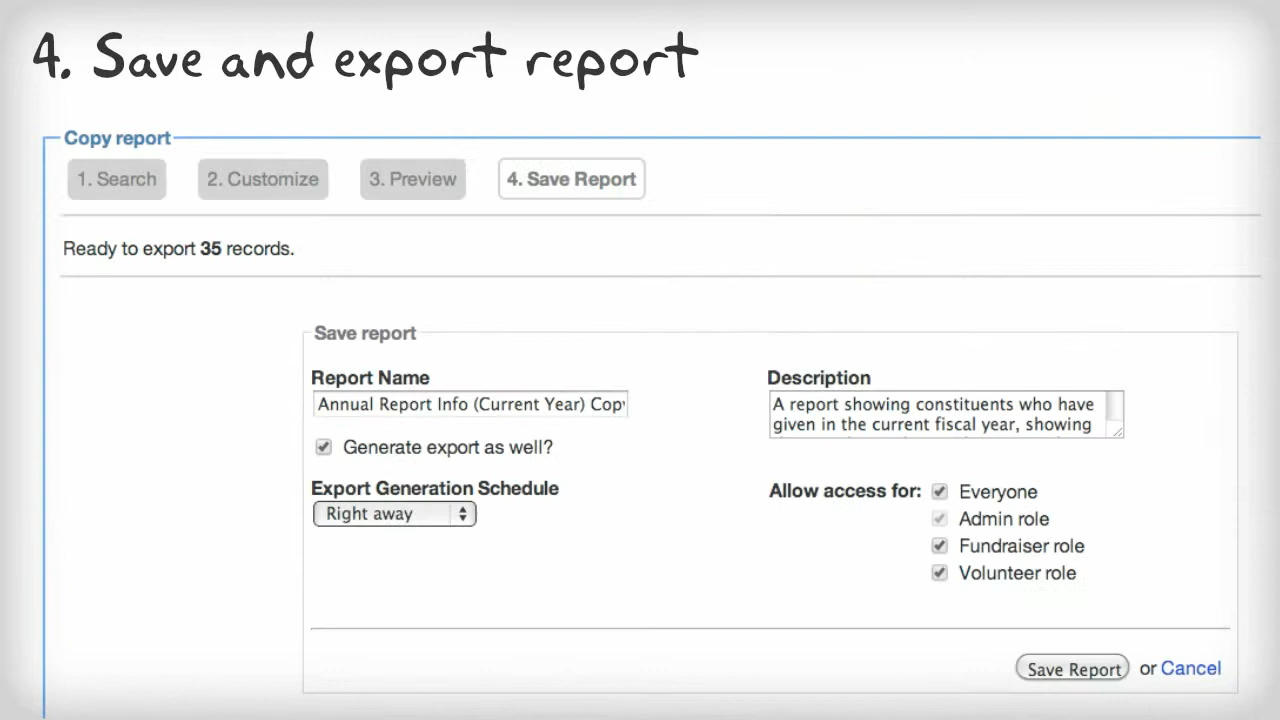 4. Save and export report
Copy report
1. Search 2. Customize 3. Preview 4. Save Report
Ready to export 35 records.
Save report
Report Name Description
Annual Report Info (Current Year) Copy
A report showing constituents who have
given in the current fiscal year, showing
Generate export as well?
Export Generation Schedule
Right away
Allow access for: Everyone
Admin role
Fundraiser role
Volunteer role
Save Report or Cancel